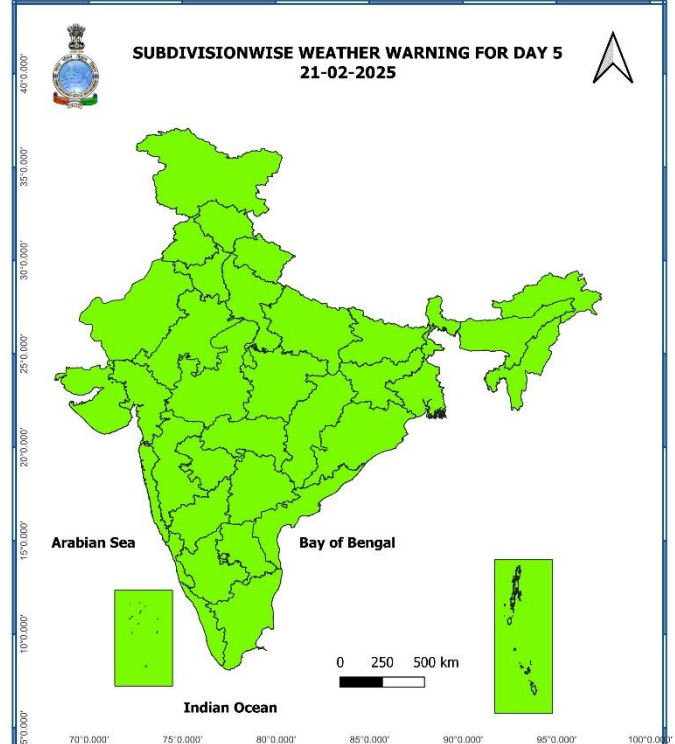 SUBDIVISIONWISE WEATHER WARNING FOR DAY 5
21-02-2025
40°0.000'
35°0.000'
30°0.000'
25°0.000'
20°0.000'
15°0.000'
10°0.000'
5°0.000'
Arabian Sea
Bay of Bengal
0 250 500 km
Indian Ocean
70°0.000' 75°0.000' 80°0.000' 85°0.000' 90°0.000' 95°0.000' 100°0.000'